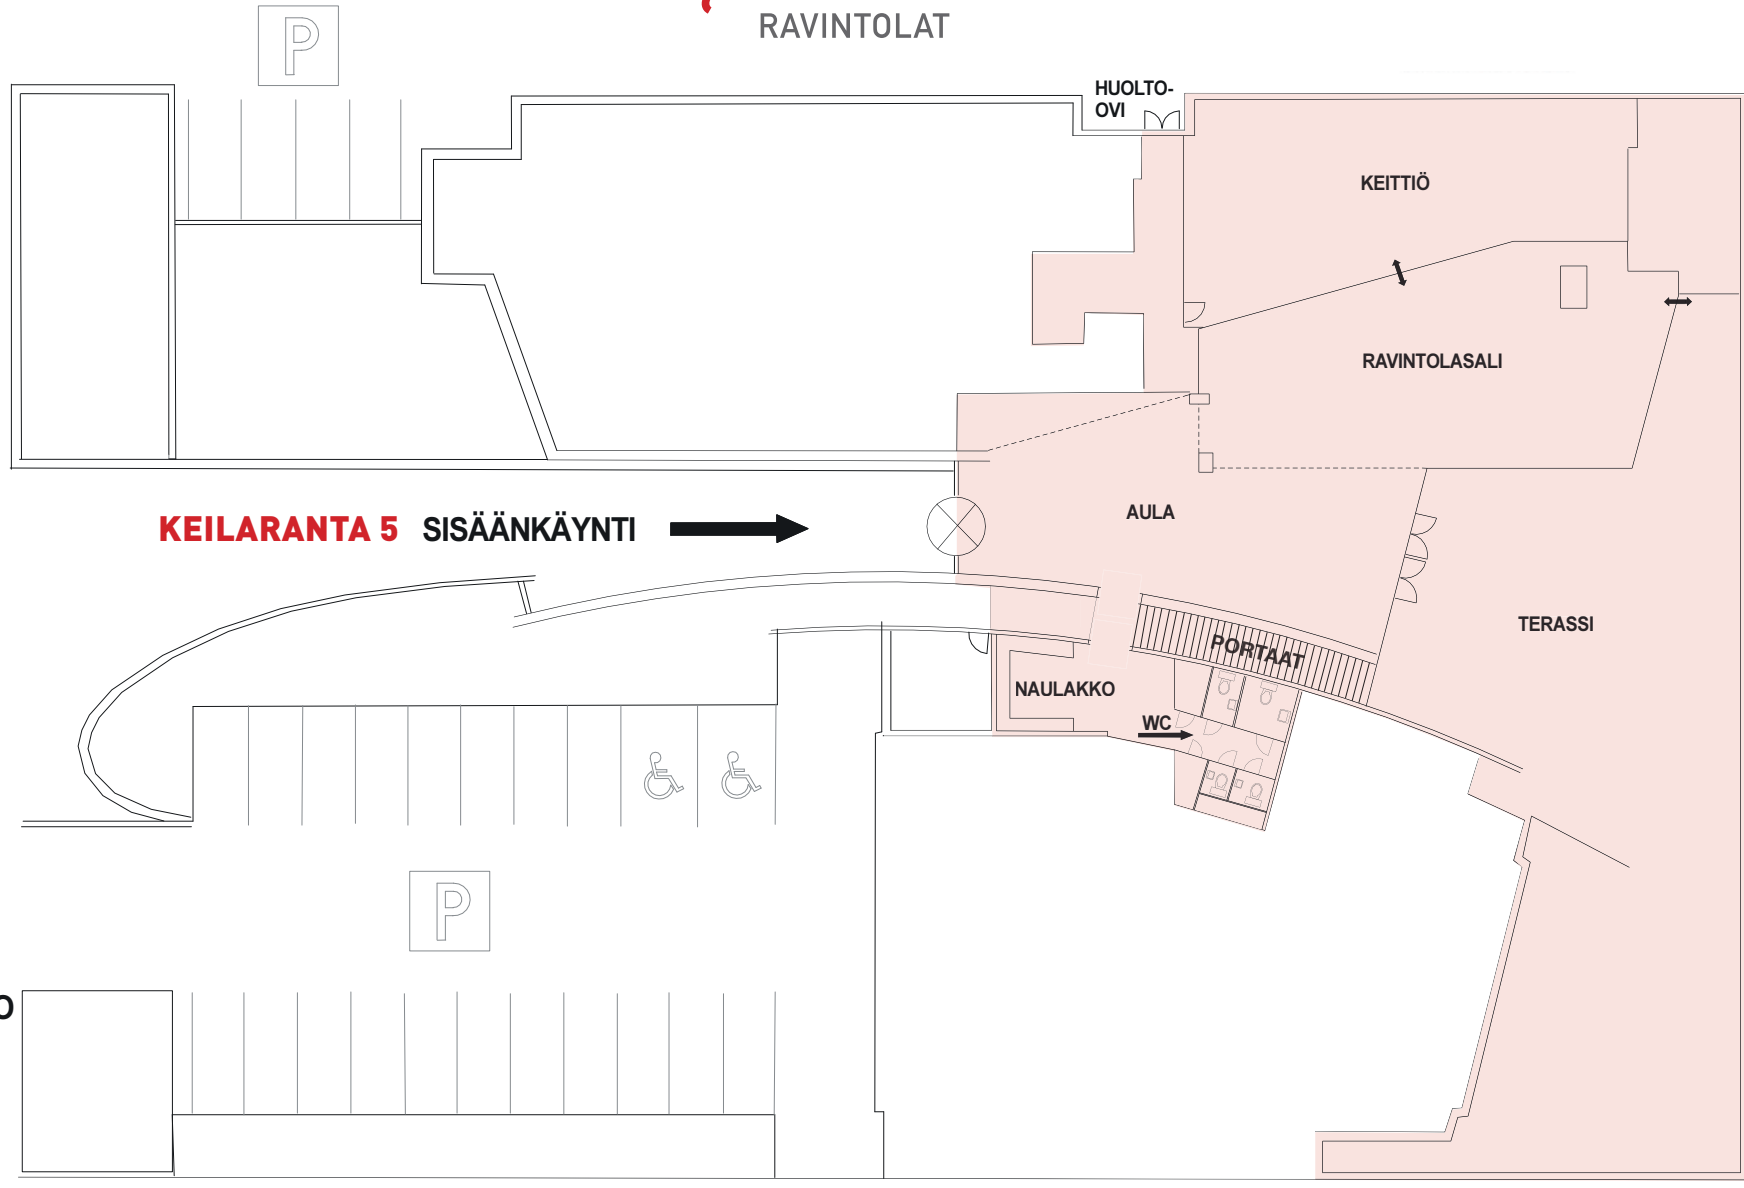 RAVINTOLAT
P
HUOLTO-
OVI
KEITTIÖ
RAVINTOLASALI
KEILARANTA 5 SISÄÄNKÄYNTI
AULA
TERASSI
PORTAAT
NAULAKKO
WC
P
O